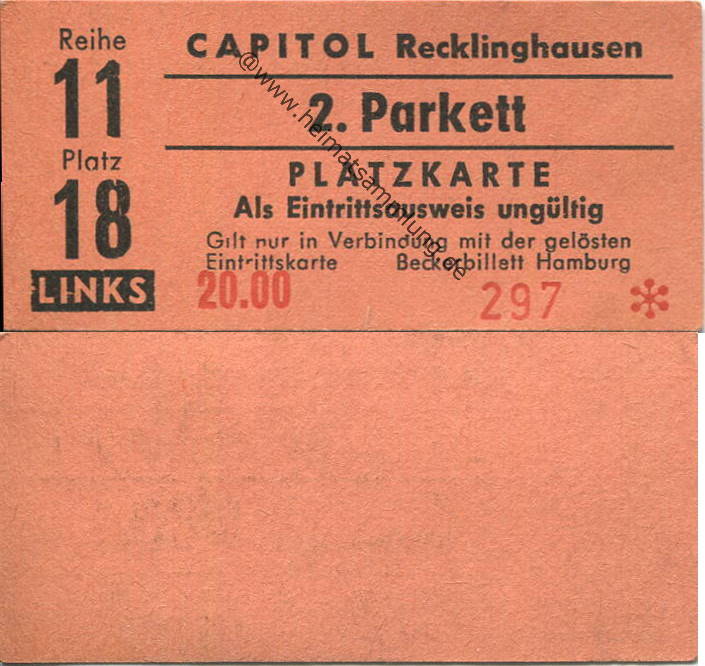 Reihe
11
Platz
18
LINKS
CAPITOL Recklinghausen
2. Parkett
PLATZKARTE
Als Eintrittsausweis ungültig
Gilt nur in Verbindung mit der gelösten
Eintrittskarte Beckerbillett Hamburg
20.00 297 *
@www.heimatsammlung.de